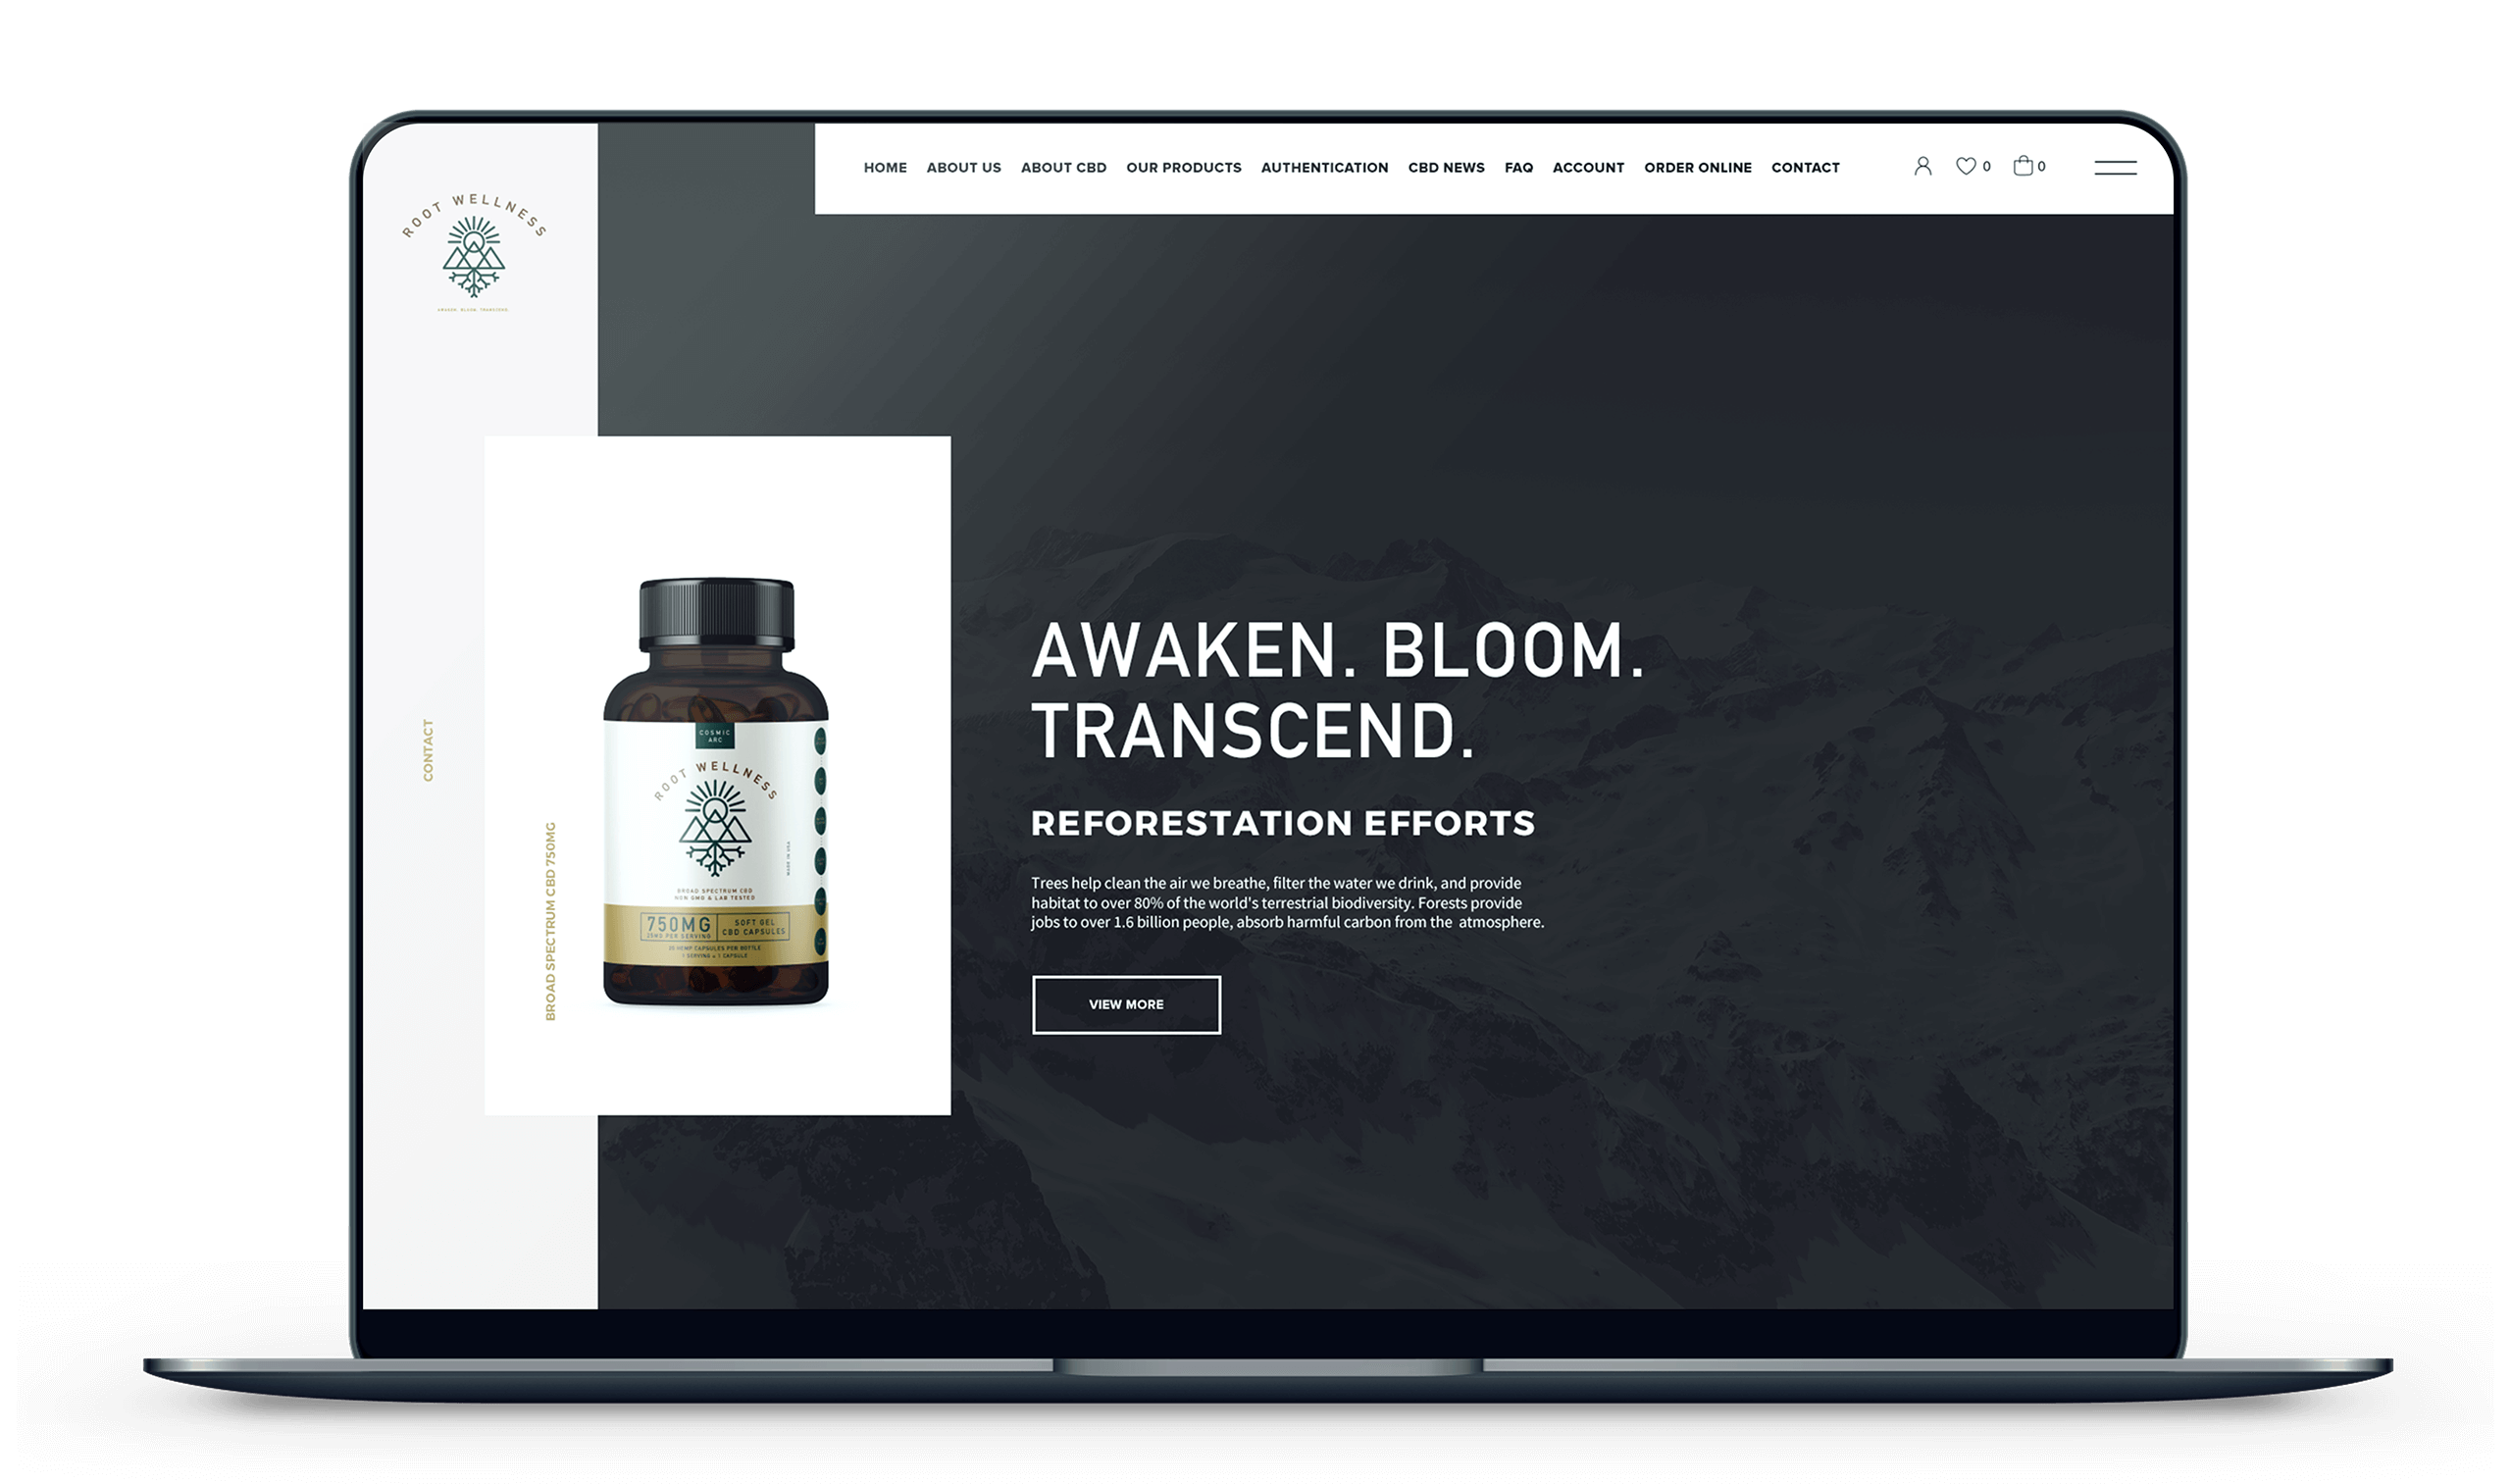 ROOT WELLNESS
AWAKEN. BLOOM. TRANSCEND.
HOME ABOUT US ABOUT CBD OUR PRODUCTS AUTHENTICATION CBD NEWS FAQ ACCOUNT ORDER ONLINE CONTACT 0 0
CONTACT
BROAD SPECTRUM CBD 750MG
COSMIC
ARC
ROOT WELLNESS
MADE IN USA
BROAD SPECTRUM CBD
NON GMO & LAB TESTED
750MG
25MG PER SERVING
SOFT GEL
CBD CAPSULES
30 HEMP CAPSULES PER BOTTLE
1 SERVING = 1 CAPSULE
AWAKEN. BLOOM.
TRANSCEND.
REFORESTATION EFFORTS
Trees help clean the air we breathe, filter the water we drink, and provide
habitat to over 80% of the world's terrestrial biodiversity. Forests provide
jobs to over 1.6 billion people, absorb harmful carbon from the  atmosphere.
VIEW MORE